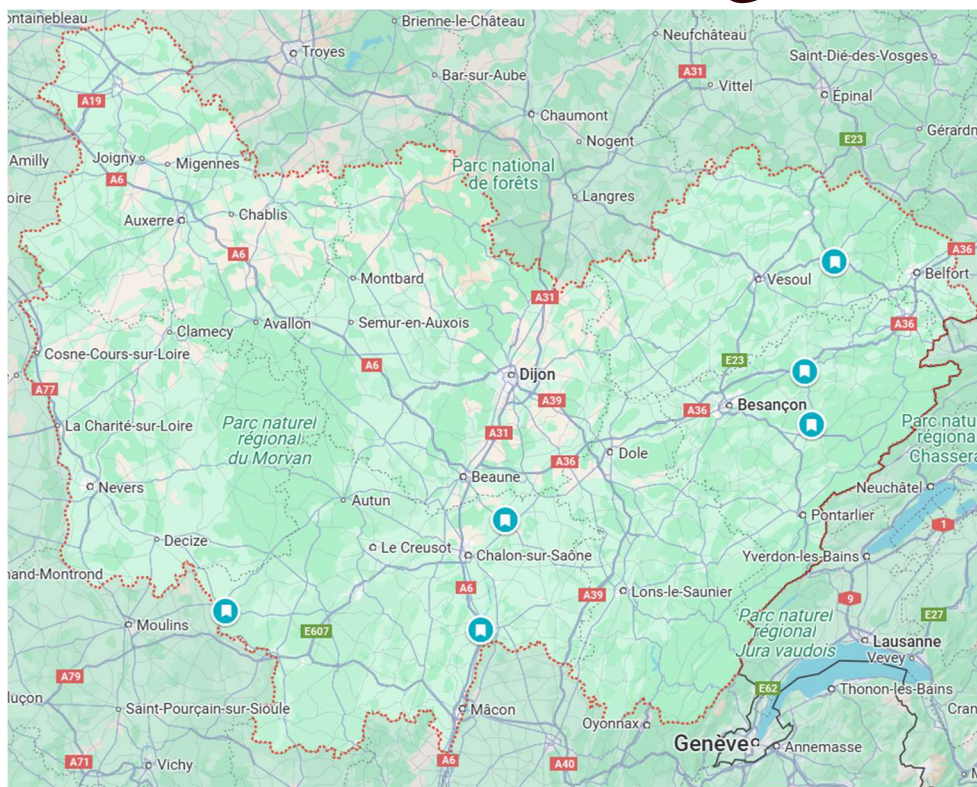 ontainebleau
Brienne-le-Château
Troyes
Neufchâteau
Saint-Dié-des-Vosges
Bar-sur-Aube
A31
Vittel
A19
Épinal
Chaumont
Nogent
E23
Gérardn
Amilly
Joigny
Migennes
Parc national
de forêts
A6
Langres
oire
Auxerre
Chablis
A6
A36
Montbard
Vesoul
Belfort
A31
Avallon
Semur-en-Auxois
A36
Clamecy
Cosne-Cours-sur-Loire
A6
E23
Dijon
A77
A39
A36
Besançon
La Charité-sur-Loire
Parc naturel
régional
du Morvan
A31
Parc natu
régiona
Chassera
Dole
A36
Beaune
Nevers
Neuchâtel
Autun
Pontarlier
1
Decize
Le Creusot
Chalon-sur-Saône
Yverdon-les-Bains
nand-Montrond
A6
A39
Lons-le-Saunier
9
Moulins
E607
Parc naturel
régional
Jura vaudois
E27
Lausanne
Vevey
A79
E62
Thonon-les-Bains
luçon
Saint-Pourçain-sur-Sioule
Mâcon
Oyonnax
Cran
Genève
Annemasse
A71
Vichy
A6
A40